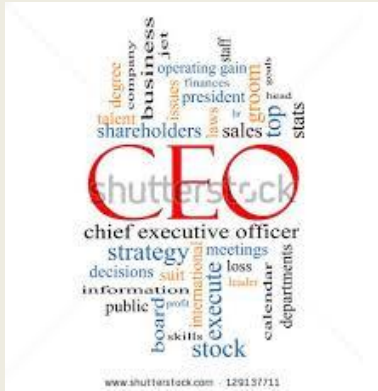 degree
company
business
jet
staff
operating gain
finances
goals
talent
issues
president
groom
head
laws
hr
top
stats
shareholders
sales
CEO
shutterstock
chief executive officer
strategy
international
meetings
decisions
suit
loss
leader
information
execute
calendar
departments
public
board
profit
skills
stock
www.shutterstock.com · 129137711